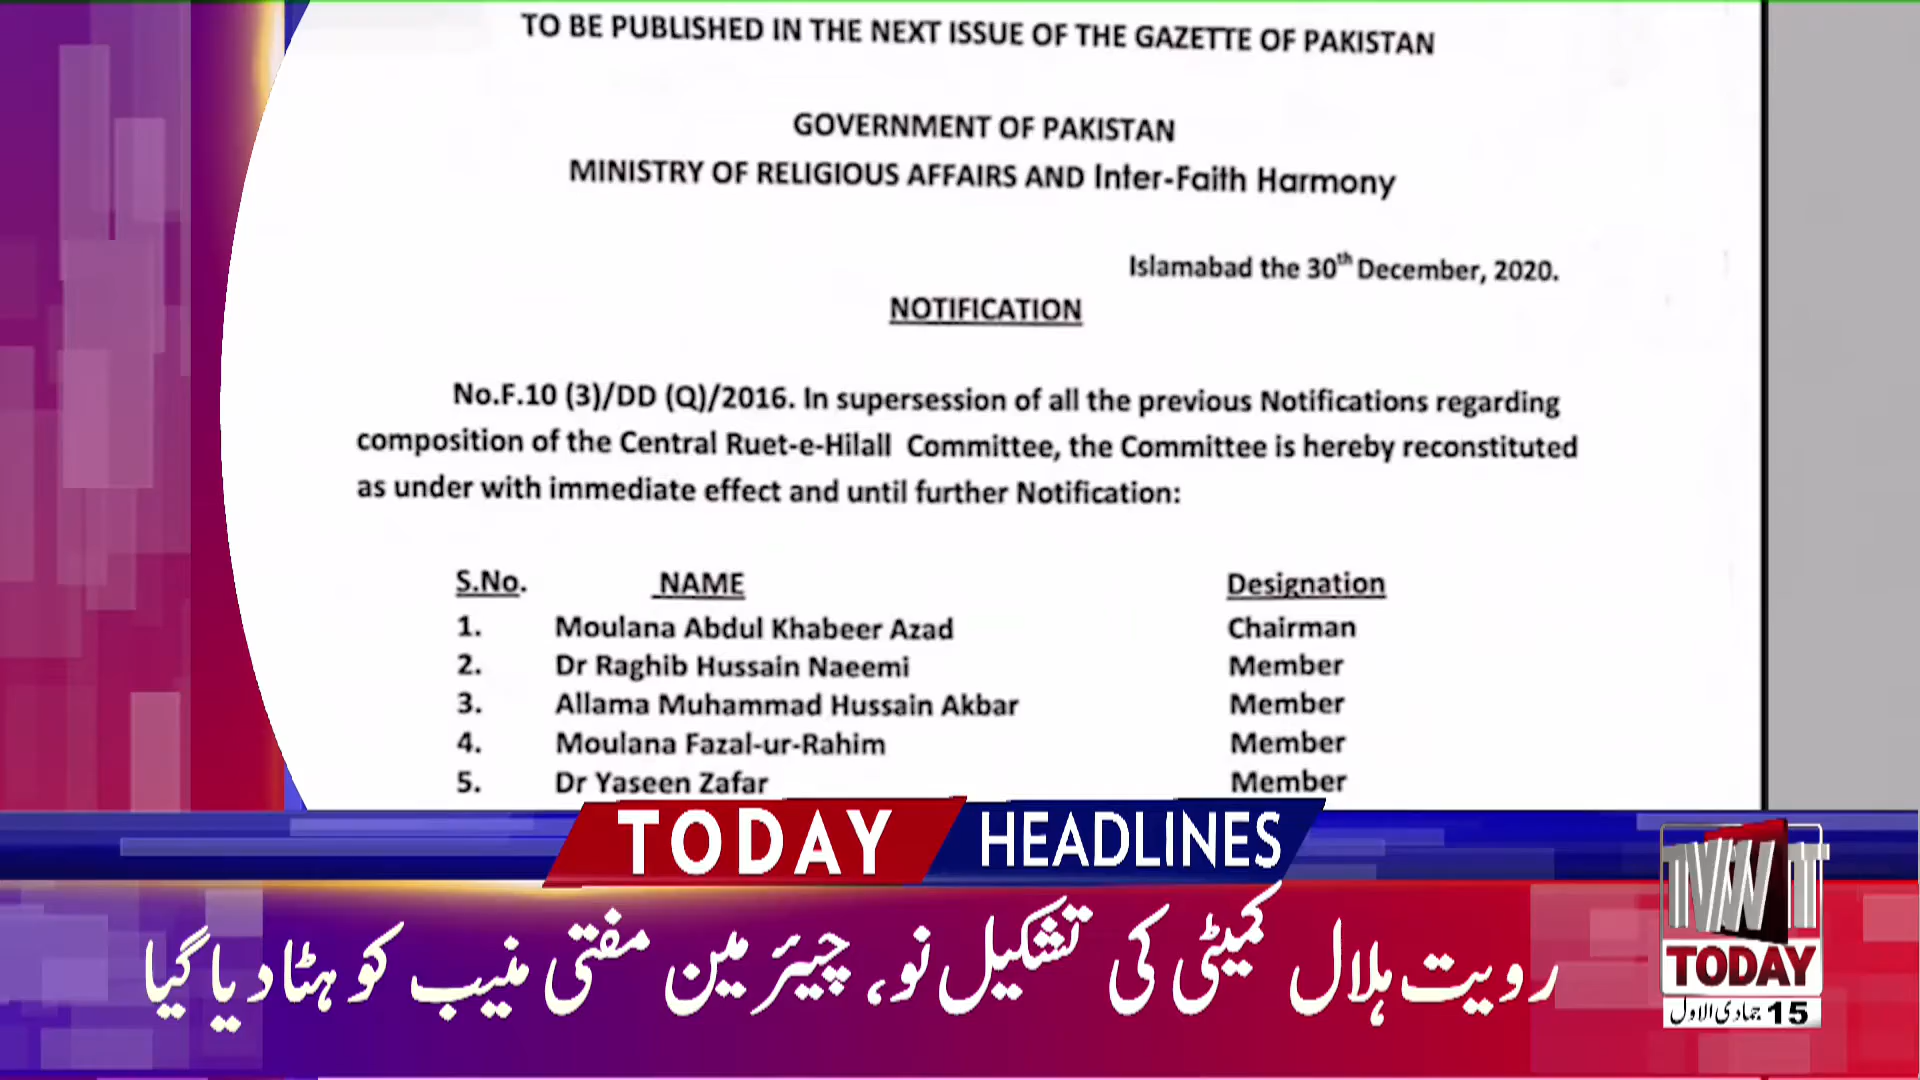 TO BE PUBLISHED IN THE NEXT ISSUE OF THE GAZETTE OF PAKISTAN
GOVERNMENT OF PAKISTAN
MINISTRY OF RELIGIOUS AFFAIRS AND Inter-Faith Harmony
Islamabad the 30th December, 2020.
NOTIFICATION
No.F.10 (3)/DD (Q)/2016. In supersession of all the previous Notifications regarding
composition of the Central Ruet-e-Hilall Committee, the Committee is hereby reconstituted
as under with immediate effect and until further Notification:
S.No. NAME Designation
1. Moulana Abdul Khabeer Azad Chairman
2. Dr Raghib Hussain Naeemi Member
3. Allama Muhammad Hussain Akbar Member
4. Moulana Fazal-ur-Rahim Member
5. Dr Yaseen Zafar Member
TODAY HEADLINES
رویت ہلال کمیٹی کی تشکیل نو، چیئرمین مفتی منیب کو ہٹا دیا گیا
TODAY
15 جمادی الاول